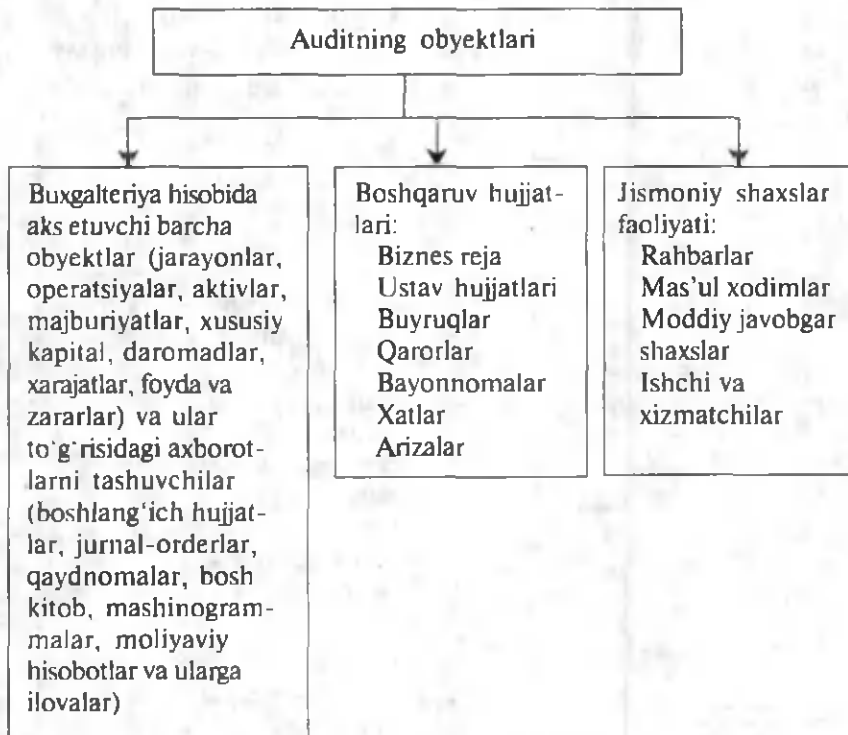 Auditning obyektlari
Buxgalteriya hisobida
aks etuvchi barcha
obyektlar (jarayonlar,
operatsiyalar, aktivlar,
majburiyatlar, xususiy
kapital, daromadlar,
xarajatlar, foyda va
zararlar) va ular
to'g'risidagi axborot-
larni tashuvchilar
(boshlang'ich hujjat-
lar, jurnal-orderlar,
qaydnomalar, bosh
kitob, mashinogram-
malar, moliyaviy
hisobotlar va ularga
ilovalar)
Boshqaruv hujjat-
lari:
Biznes reja
Ustav hujjatlari
Buyruqlar
Qarorlar
Bayonnomalar
Xatlar
Arizalar
Jismoniy shaxslar
faoliyati:
Rahbarlar
Mas'ul xodimlar
Moddiy javobgar
shaxslar
Ishchi va
xizmatchilar